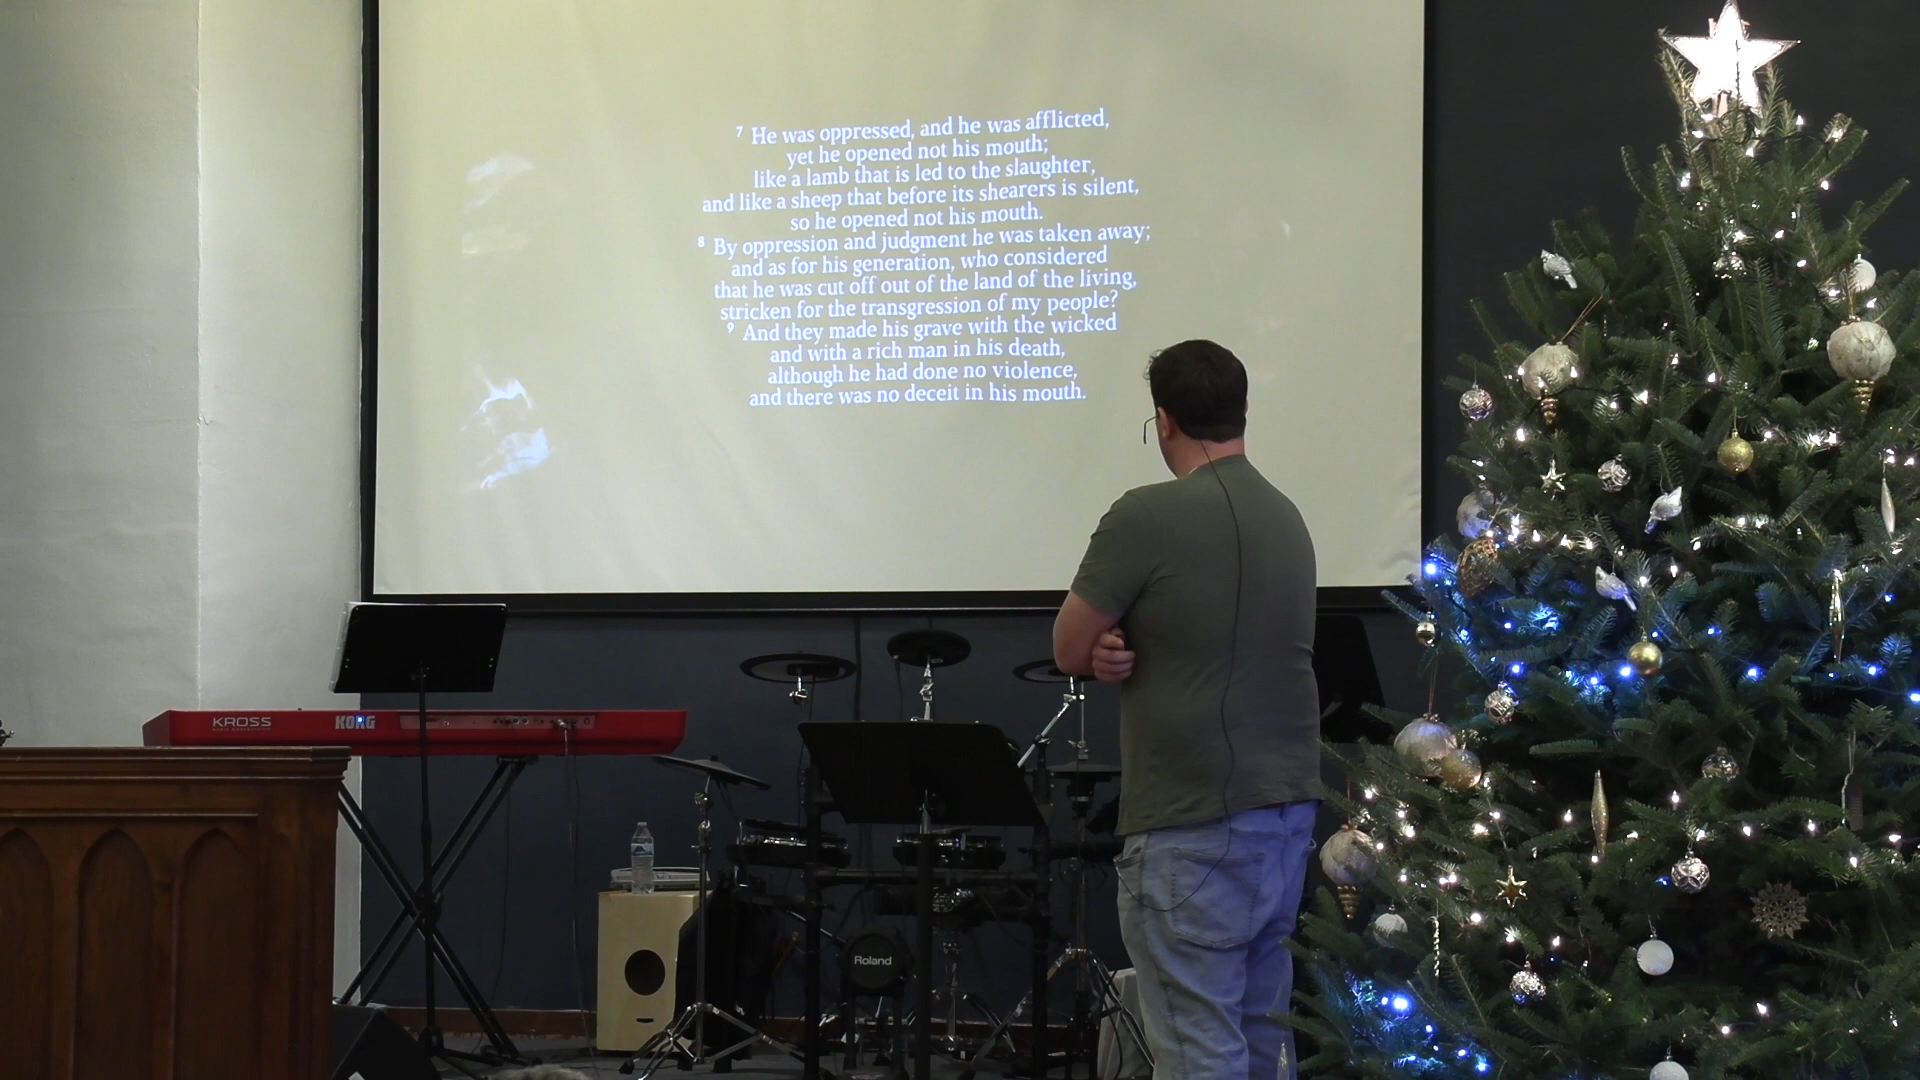 7 He was oppressed, and he was afflicted,
yet he opened not his mouth;
like a lamb that is led to the slaughter,
and like a sheep that before its shearers is silent,
so he opened not his mouth.
8 By oppression and judgment he was taken away;
and as for his generation, who considered
that he was cut off out of the land of the living,
stricken for the transgression of my people?
9 And they made his grave with the wicked
and with a rich man in his death,
although he had done no violence,
and there was no deceit in his mouth.
KROSS
KORG
Roland